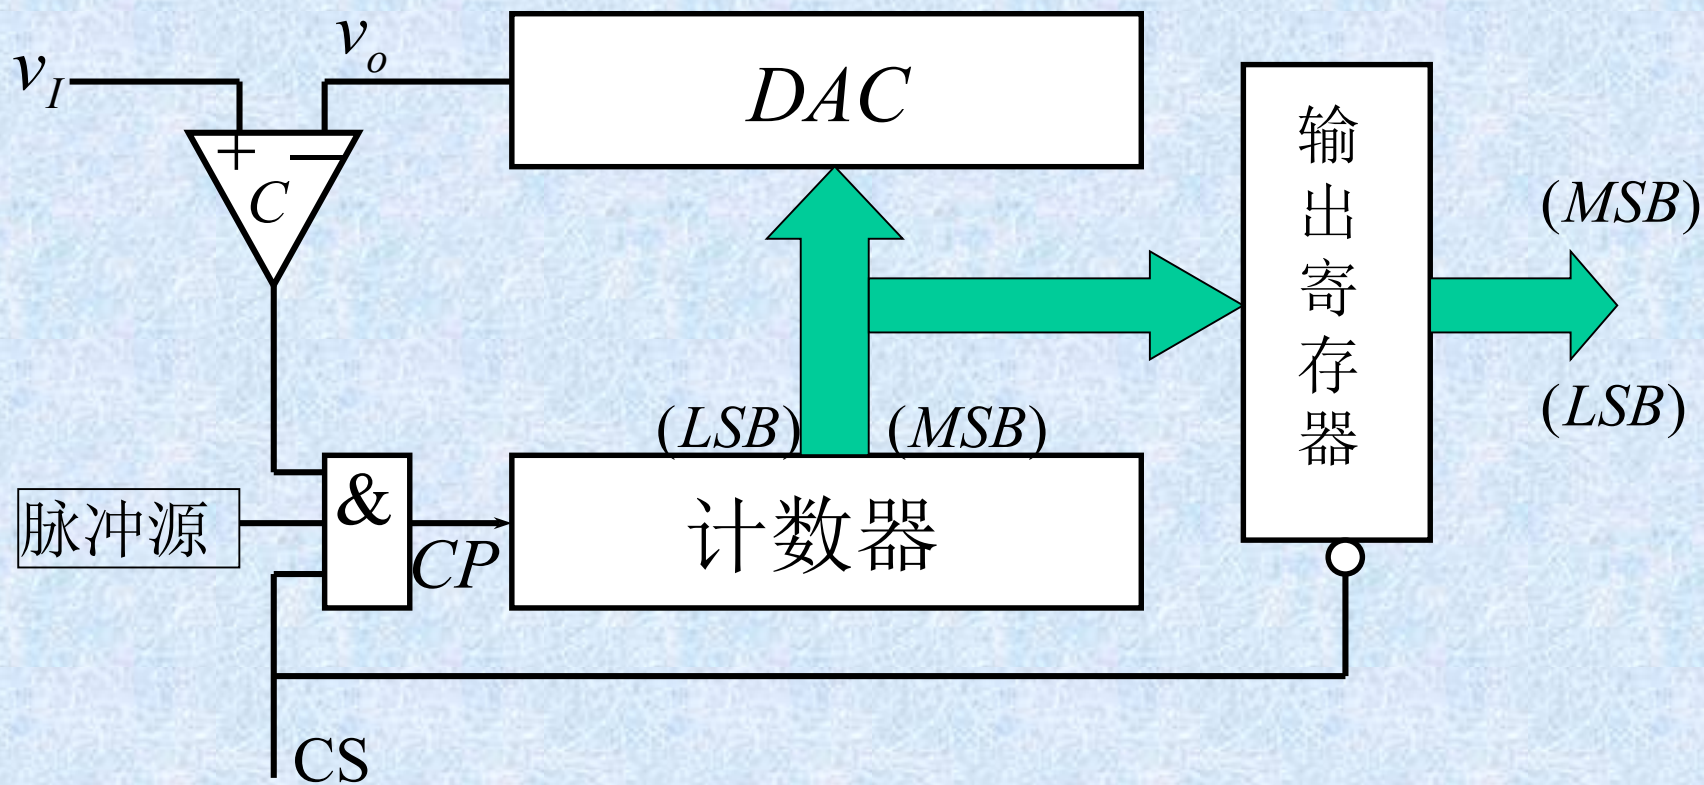 v_I
v_o
DAC
+
−
C
输出寄存器
(MSB)
(LSB)
(LSB)
(MSB)
&
脉冲源
CP
计数器
CS